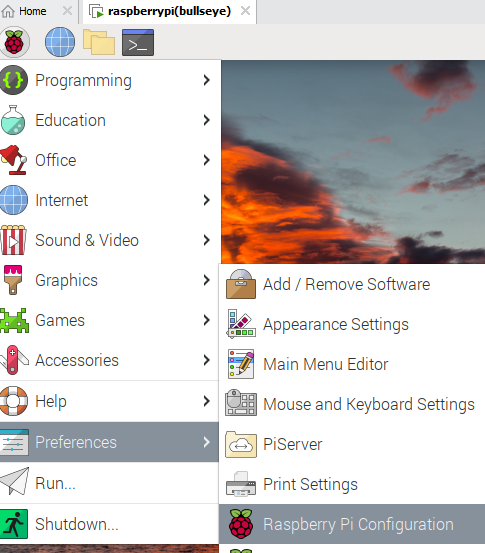 Home
raspberrypi(bullseye)
Programming
Education
Office
Internet
Sound & Video
Graphics
Games
Accessories
Help
Preferences
Run...
Shutdown...
Add / Remove Software
Appearance Settings
Main Menu Editor
Mouse and Keyboard Settings
PiServer
Print Settings
Raspberry Pi Configuration